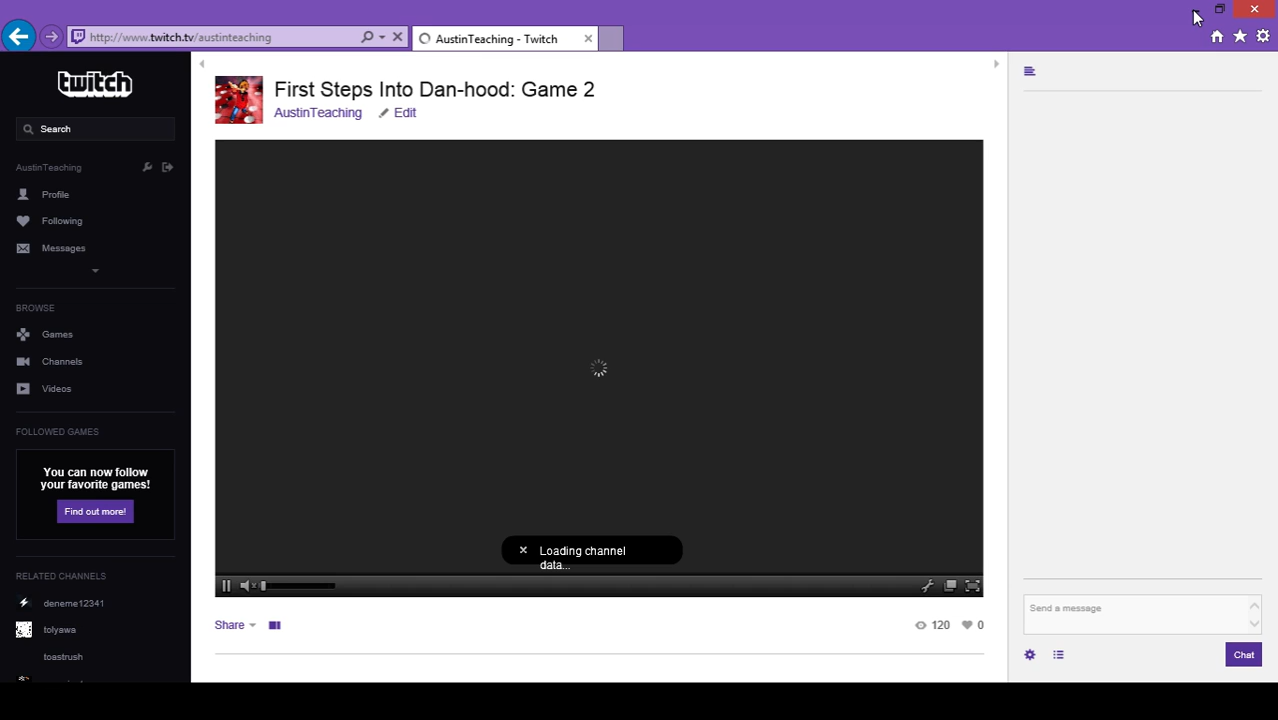 http://www.twitch.tv/austinteaching
AustinTeaching - Twitch
twitch
Search
AustinTeaching
Profile
Following
Messages
BROWSE
Games
Channels
Videos
FOLLOWED GAMES
You can now follow
your favorite games!
Find out more!
RELATED CHANNELS
deneme12341
tolyawa
toastrush
First Steps Into Dan-hood: Game 2
AustinTeaching
Edit
Loading channel
data...
Share
120
0
Send a message
Chat